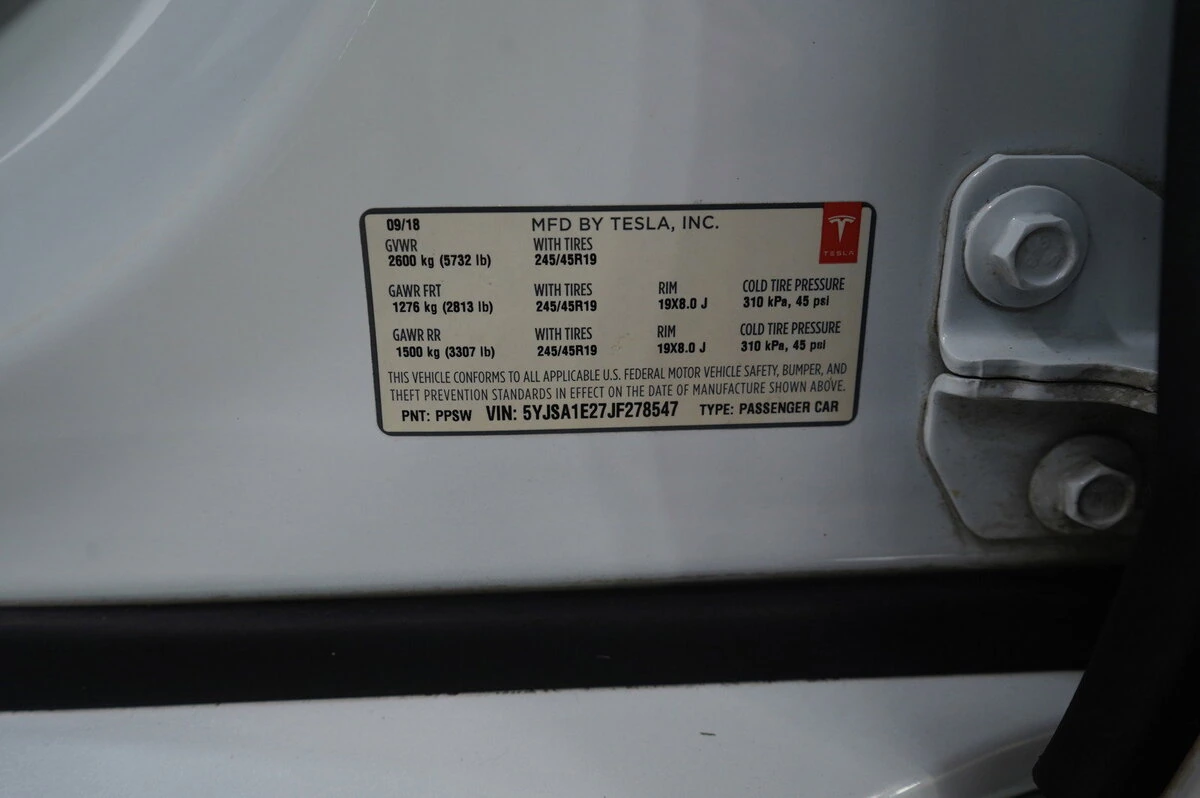 09/18 MFD BY TESLA, INC.
TESLA
GVWR WITH TIRES
2600 kg (5732 lb) 245/45R19
GAWR FRT WITH TIRES RIM COLD TIRE PRESSURE
1276 kg (2813 lb) 245/45R19 19X8.0 J 310 kPa, 45 psi
GAWR RR WITH TIRES RIM COLD TIRE PRESSURE
1500 kg (3307 lb) 245/45R19 19X8.0 J 310 kPa, 45 psi
THIS VEHICLE CONFORMS TO ALL APPLICABLE U.S. FEDERAL MOTOR VEHICLE SAFETY, BUMPER, AND
THEFT PREVENTION STANDARDS IN EFFECT ON THE DATE OF MANUFACTURE SHOWN ABOVE.
PNT: PPSW VIN: 5YJSA1E27JF278547 TYPE: PASSENGER CAR